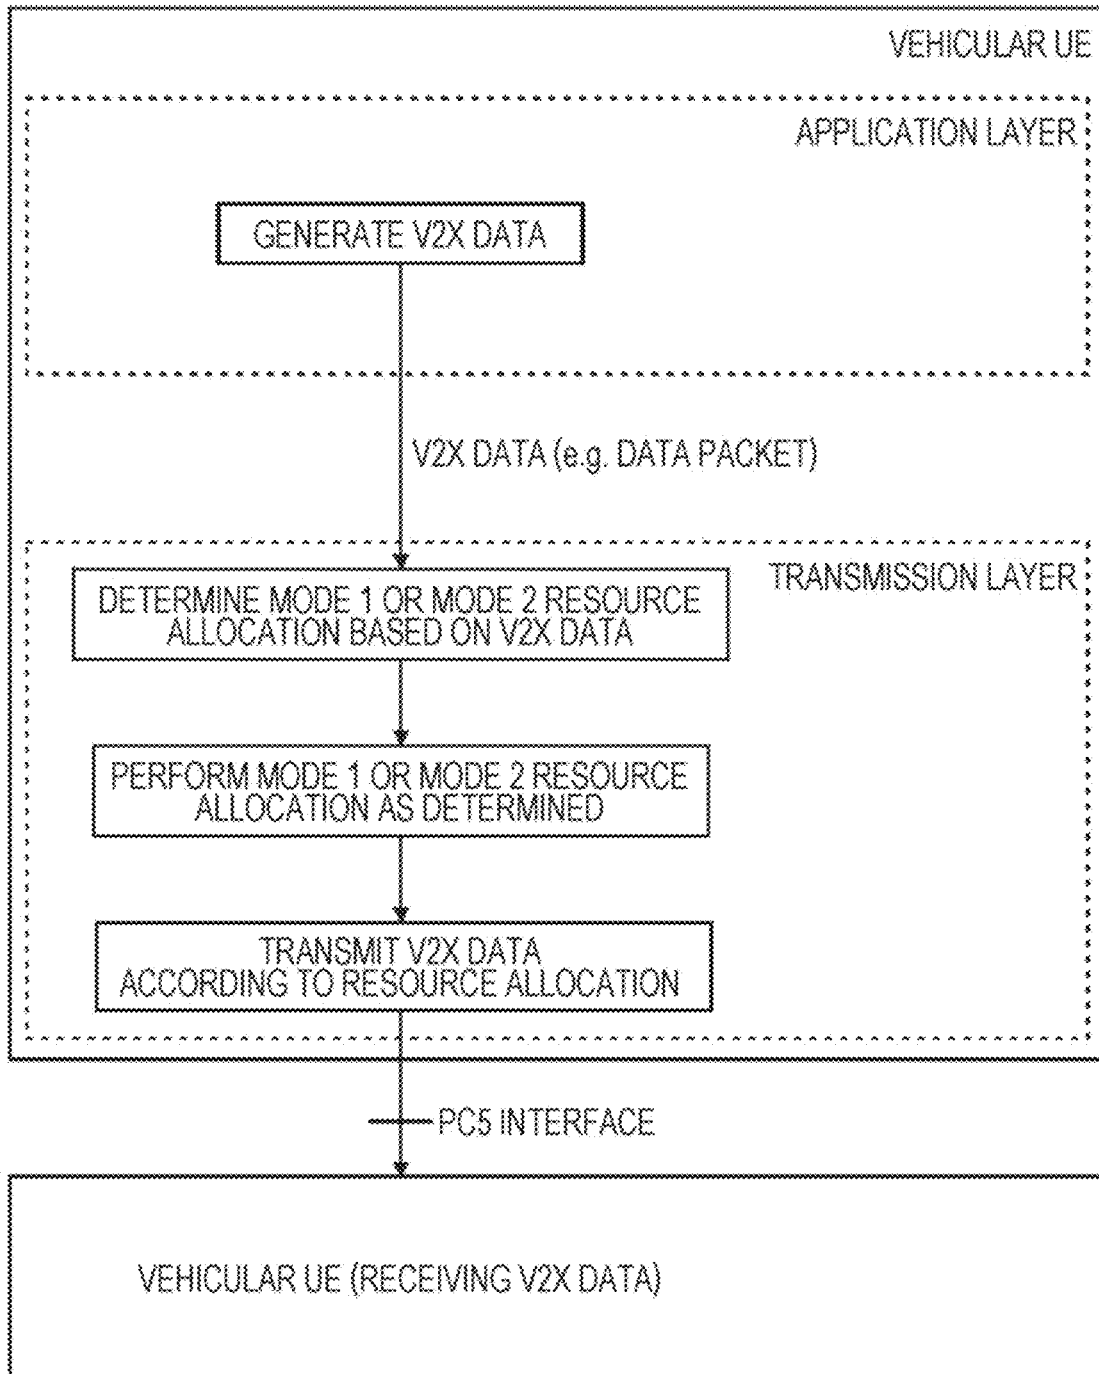 VEHICULAR UE
APPLICATION LAYER
GENERATE V2X DATA
V2X DATA (e.g. DATA PACKET)
TRANSMISSION LAYER
DETERMINE MODE 1 OR MODE 2 RESOURCE
ALLOCATION BASED ON V2X DATA
PERFORM MODE 1 OR MODE 2 RESOURCE
ALLOCATION AS DETERMINED
TRANSMIT V2X DATA
ACCORDING TO RESOURCE ALLOCATION
PC5 INTERFACE
VEHICULAR UE (RECEIVING V2X DATA)